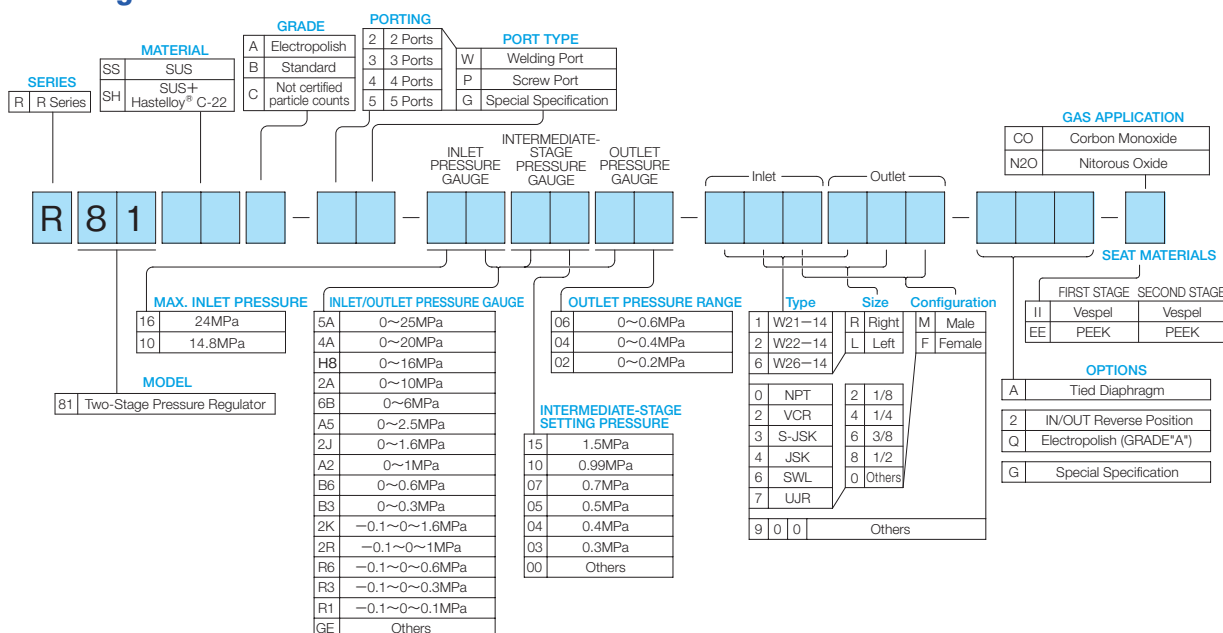 SERIES
R R Series
MATERIAL
SS SUS
SH SUS+
Hastelloy® C-22
GRADE
A Electropolish
B Standard
C Not certified
particle counts
PORTING
2 2 Ports
3 3 Ports
4 4 Ports
5 5 Ports
PORT TYPE
W Welding Port
P Screw Port
G Special Specification
GAS APPLICATION
CO Corbon Monoxide
N2O Nitorous Oxide
INLET
PRESSURE
GAUGE
INTERMEDIATE-
STAGE
PRESSURE
GAUGE
OUTLET
PRESSURE
GAUGE
Inlet
Outlet
R 8 1 — — — — —
MAX. INLET PRESSURE
16 24MPa
10 14.8MPa
MODEL
81 Two-Stage Pressure Regulator
INLET/OUTLET PRESSURE GAUGE
5A 0~25MPa
4A 0~20MPa
H8 0~16MPa
2A 0~10MPa
6B 0~6MPa
A5 0~2.5MPa
2J 0~1.6MPa
A2 0~1MPa
B6 0~0.6MPa
B3 0~0.3MPa
2K −0.1~0~1.6MPa
2R −0.1~0~1MPa
R6 −0.1~0~0.6MPa
R3 −0.1~0~0.3MPa
R1 −0.1~0~0.1MPa
GE Others
OUTLET PRESSURE RANGE
06 0~0.6MPa
04 0~0.4MPa
02 0~0.2MPa
INTERMEDIATE-STAGE
SETTING PRESSURE
15 1.5MPa
10 0.99MPa
07 0.7MPa
05 0.5MPa
04 0.4MPa
03 0.3MPa
00 Others
Type Size Configuration
1 W21−14 R Right M Male
2 W22−14 L Left F Female
6 W26−14
0 NPT 2 1/8
2 VCR 4 1/4
3 S-JSK 6 3/8
4 JSK 8 1/2
6 SWL 0 Others
7 UJR
9 0 0 Others
SEAT MATERIALS
FIRST STAGE SECOND STAGE
II Vespel Vespel
EE PEEK PEEK
OPTIONS
A Tied Diaphragm
2 IN/OUT Reverse Position
Q Electropolish (GRADE"A")
G Special Specification